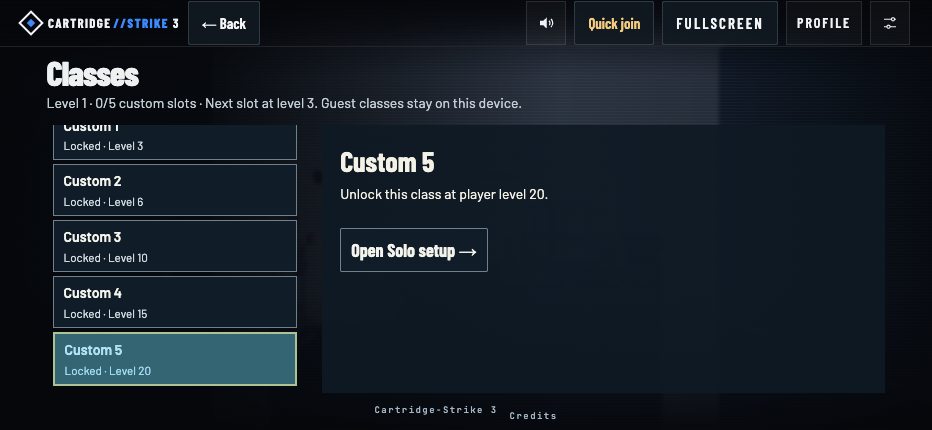 CARTRIDGE//STRIKE 3
← Back
Quick join
FULLSCREEN
PROFILE
Classes
Level 1 · 0/5 custom slots · Next slot at level 3. Guest classes stay on this device.
Custom 1
Locked · Level 3
Custom 2
Locked · Level 6
Custom 3
Locked · Level 10
Custom 4
Locked · Level 15
Custom 5
Locked · Level 20
Custom 5
Unlock this class at player level 20.
Open Solo setup →
Cartridge-Strike 3
Credits